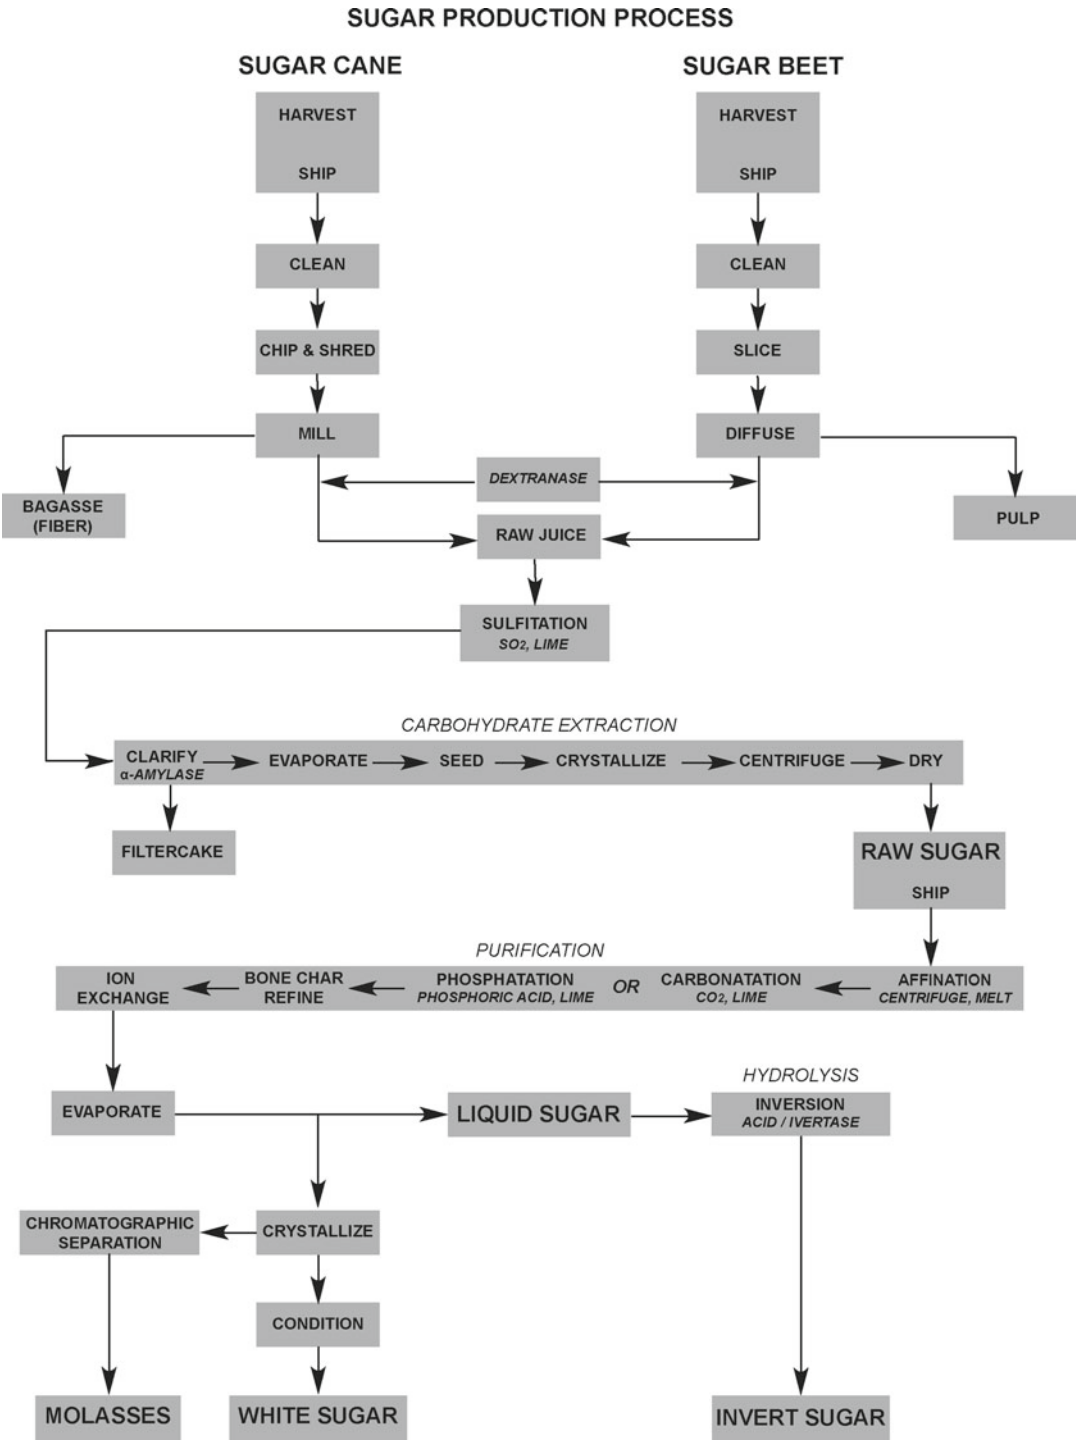 SUGAR PRODUCTION PROCESS
SUGAR CANE
SUGAR BEET
HARVEST
SHIP
HARVEST
SHIP
CLEAN
CLEAN
CHIP & SHRED
SLICE
MILL
DIFFUSE
DEXTRANASE
BAGASSE
(FIBER)
PULP
RAW JUICE
SULFITATION
SO2, LIME
CARBOHYDRATE EXTRACTION
CLARIFY
α-AMYLASE
EVAPORATE
SEED
CRYSTALLIZE
CENTRIFUGE
DRY
FILTERCAKE
RAW SUGAR
SHIP
PURIFICATION
ION
EXCHANGE
BONE CHAR
REFINE
PHOSPHATATION
PHOSPHORIC ACID, LIME
OR
CARBONATATION
CO2, LIME
AFFINATION
CENTRIFUGE, MELT
HYDROLYSIS
EVAPORATE
LIQUID SUGAR
INVERSION
ACID / IVERTASE
CHROMATOGRAPHIC
SEPARATION
CRYSTALLIZE
CONDITION
MOLASSES
WHITE SUGAR
INVERT SUGAR